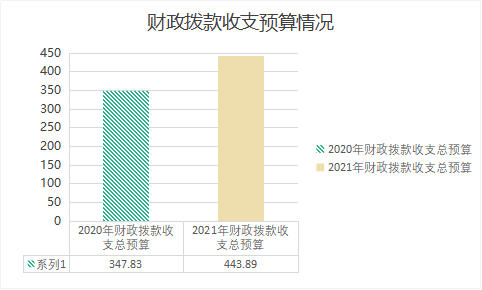 财政拨款收支预算情况
450
400
350
300
250
200
150
100
50
0
2020年财政拨款收
支总预算
2021年财政拨款收
支总预算
系列1
347.83
443.89
2020年财政拨款收支总预算
2021年财政拨款收支总预算